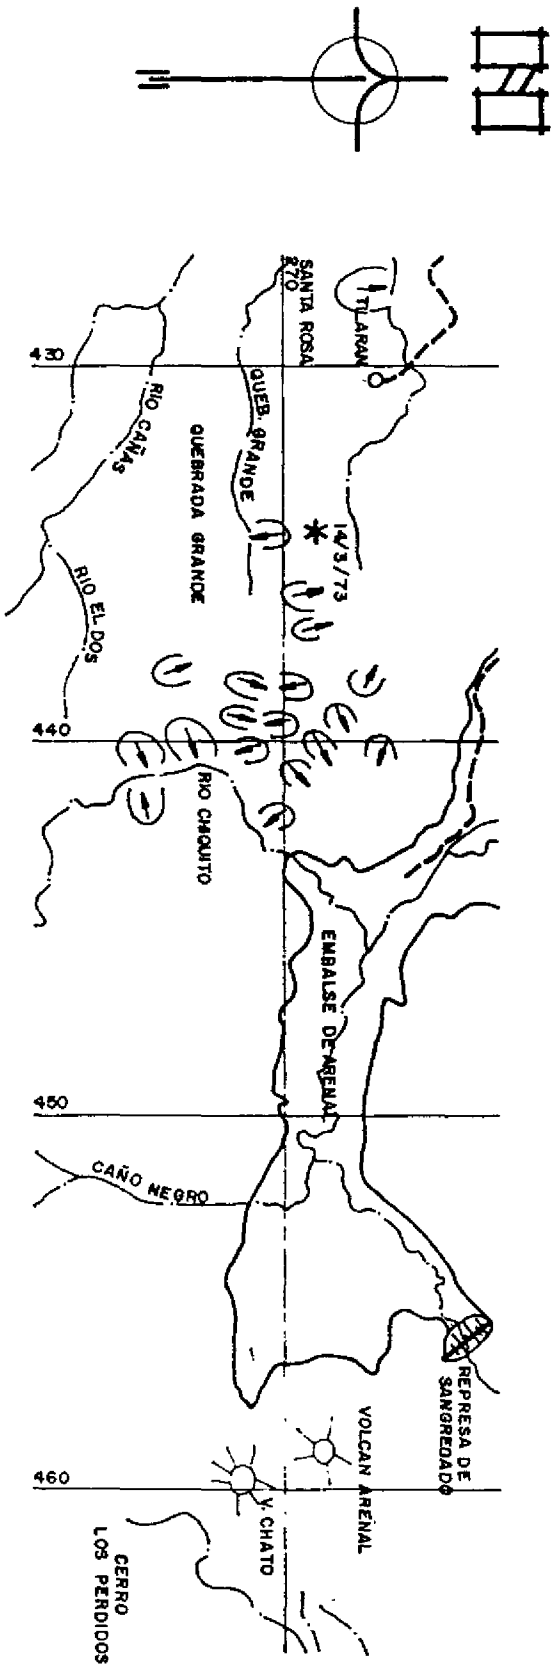 N
TILARAN
SANTA ROSA
270
430
QUEB. GRANDE
RIO CAÑAS
QUEBRADA GRANDE
14/3/73
RIO EL DOS
440
RIO CHIQUITO
EMBALSE DE ARENAL
450
CAÑO NEGRO
REPRESA DE
SANGREGADO
VOLCAN ARENAL
460
V. CHATO
CERRO
LOS PERDIDOS